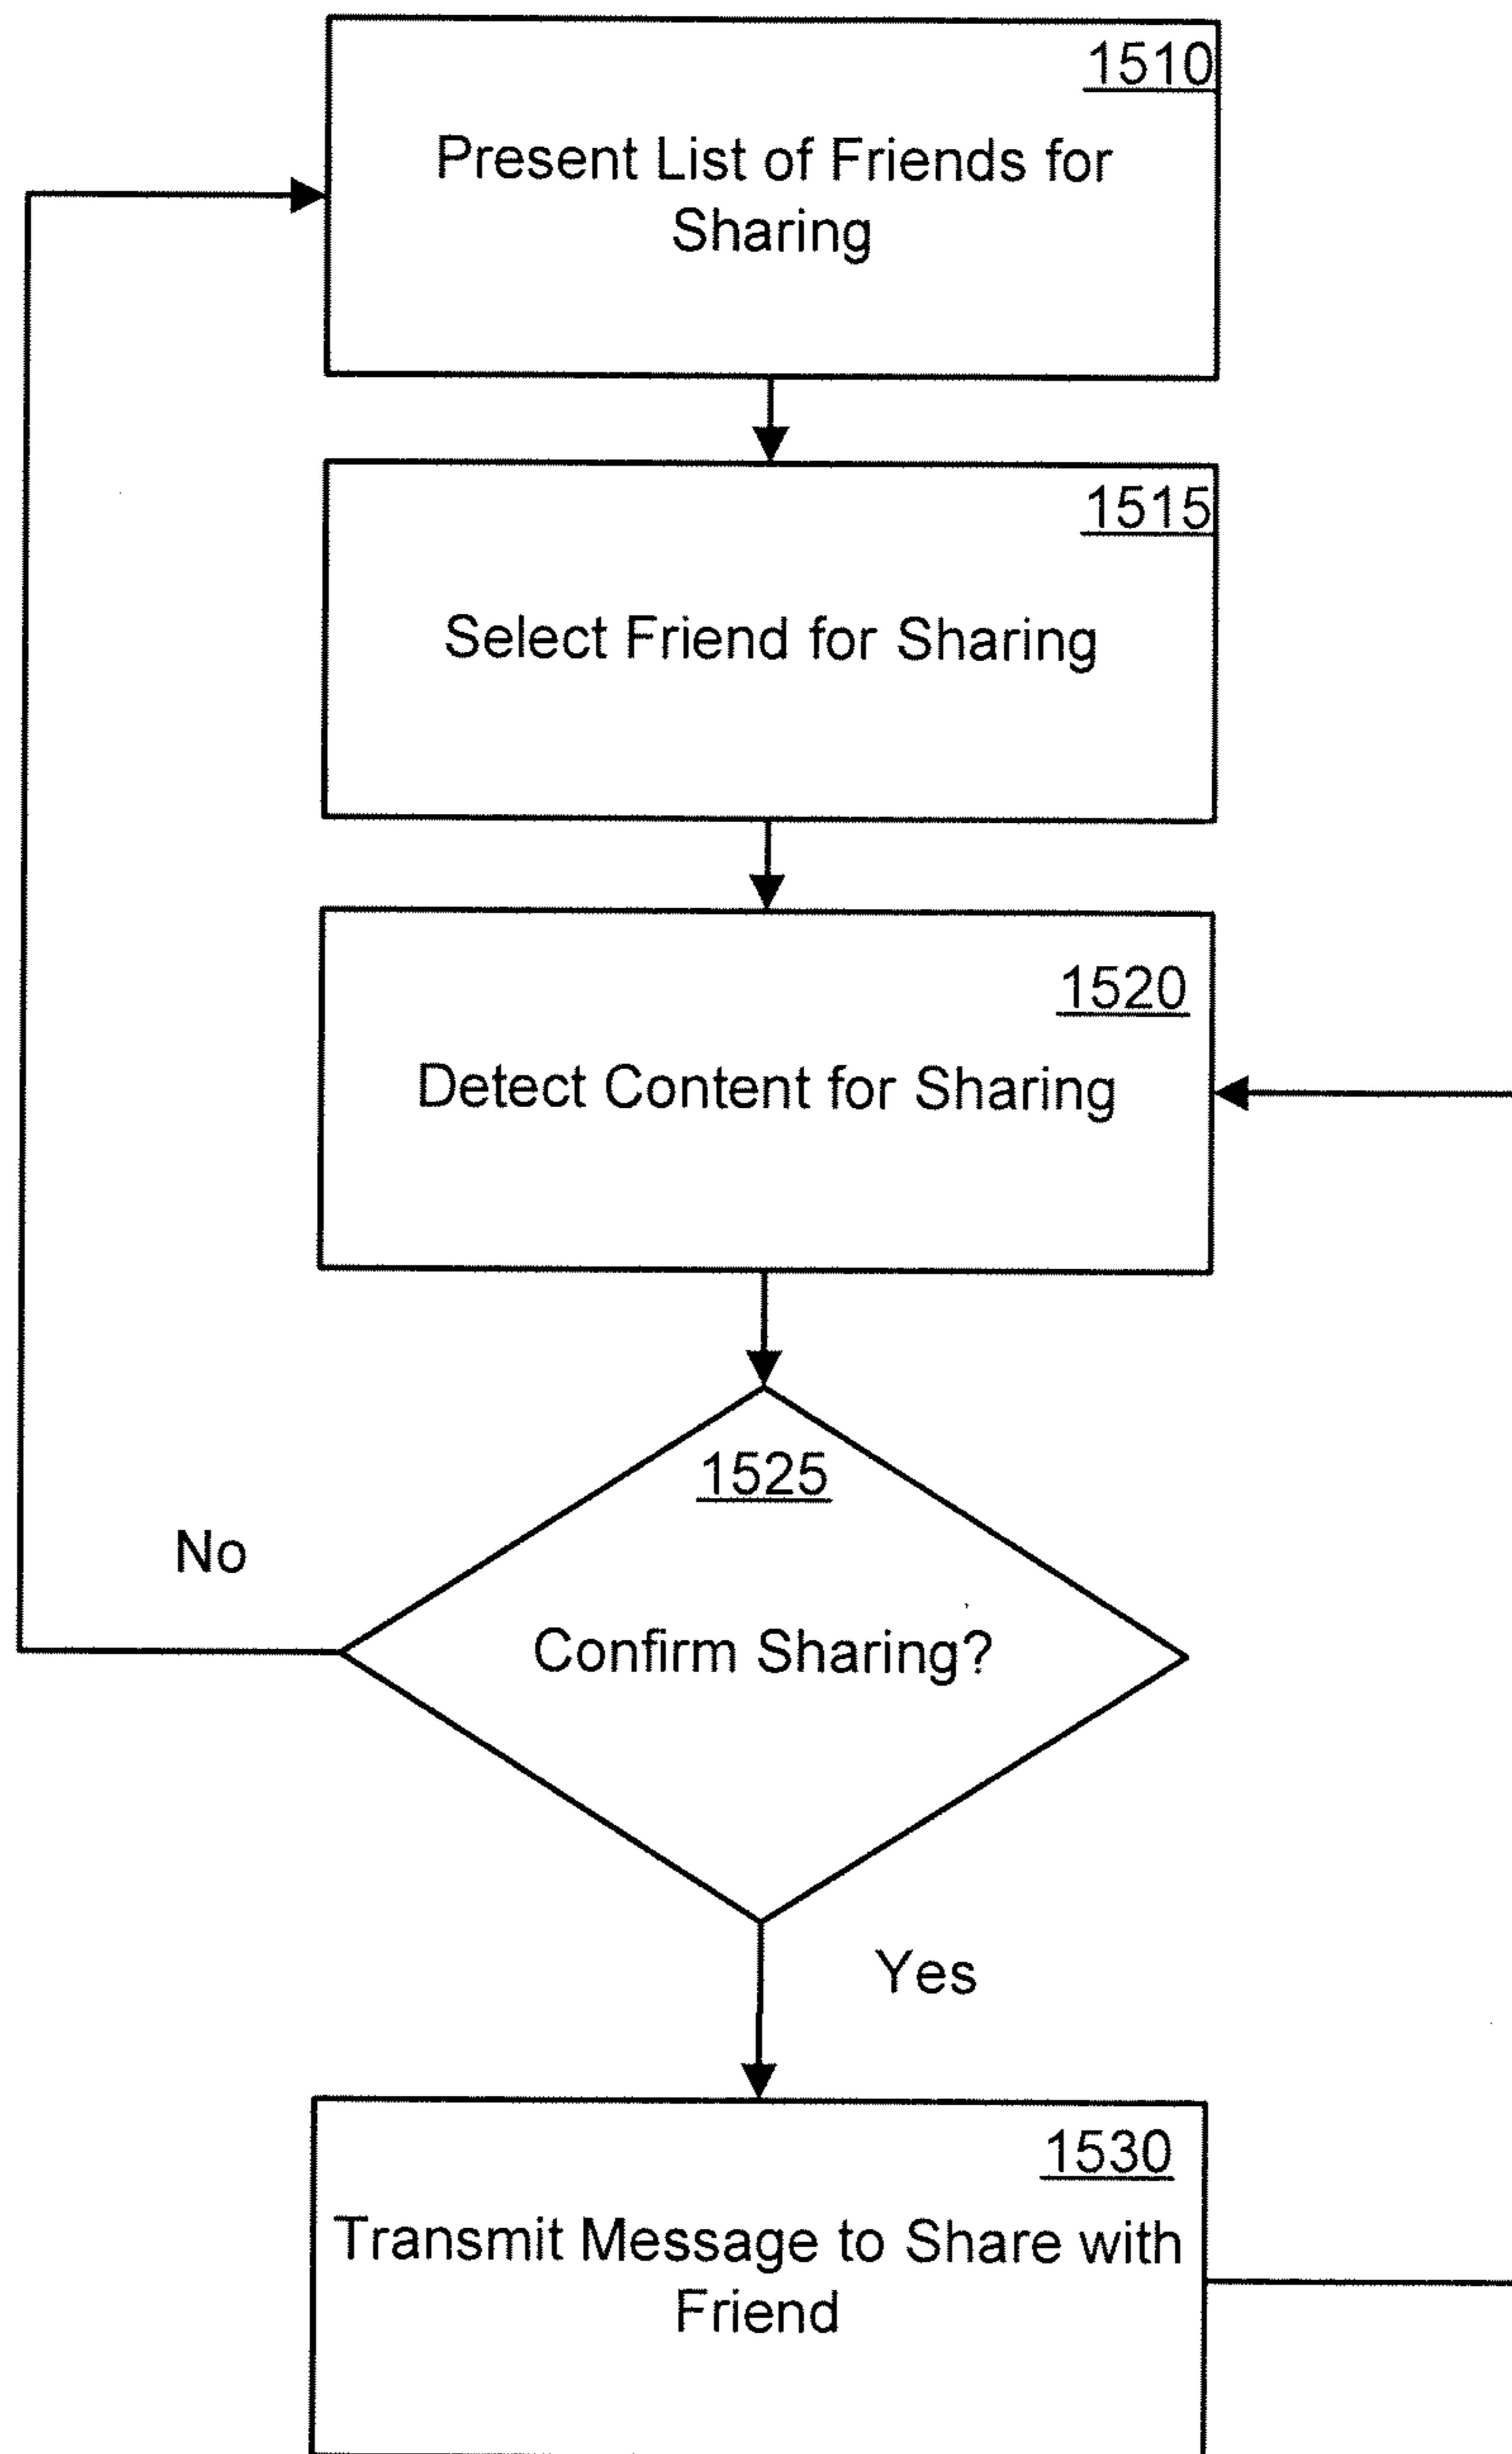 1510
Present List of Friends for
Sharing
1515
Select Friend for Sharing
1520
Detect Content for Sharing
1525
No
Confirm Sharing?
Yes
1530
Transmit Message to Share with
Friend